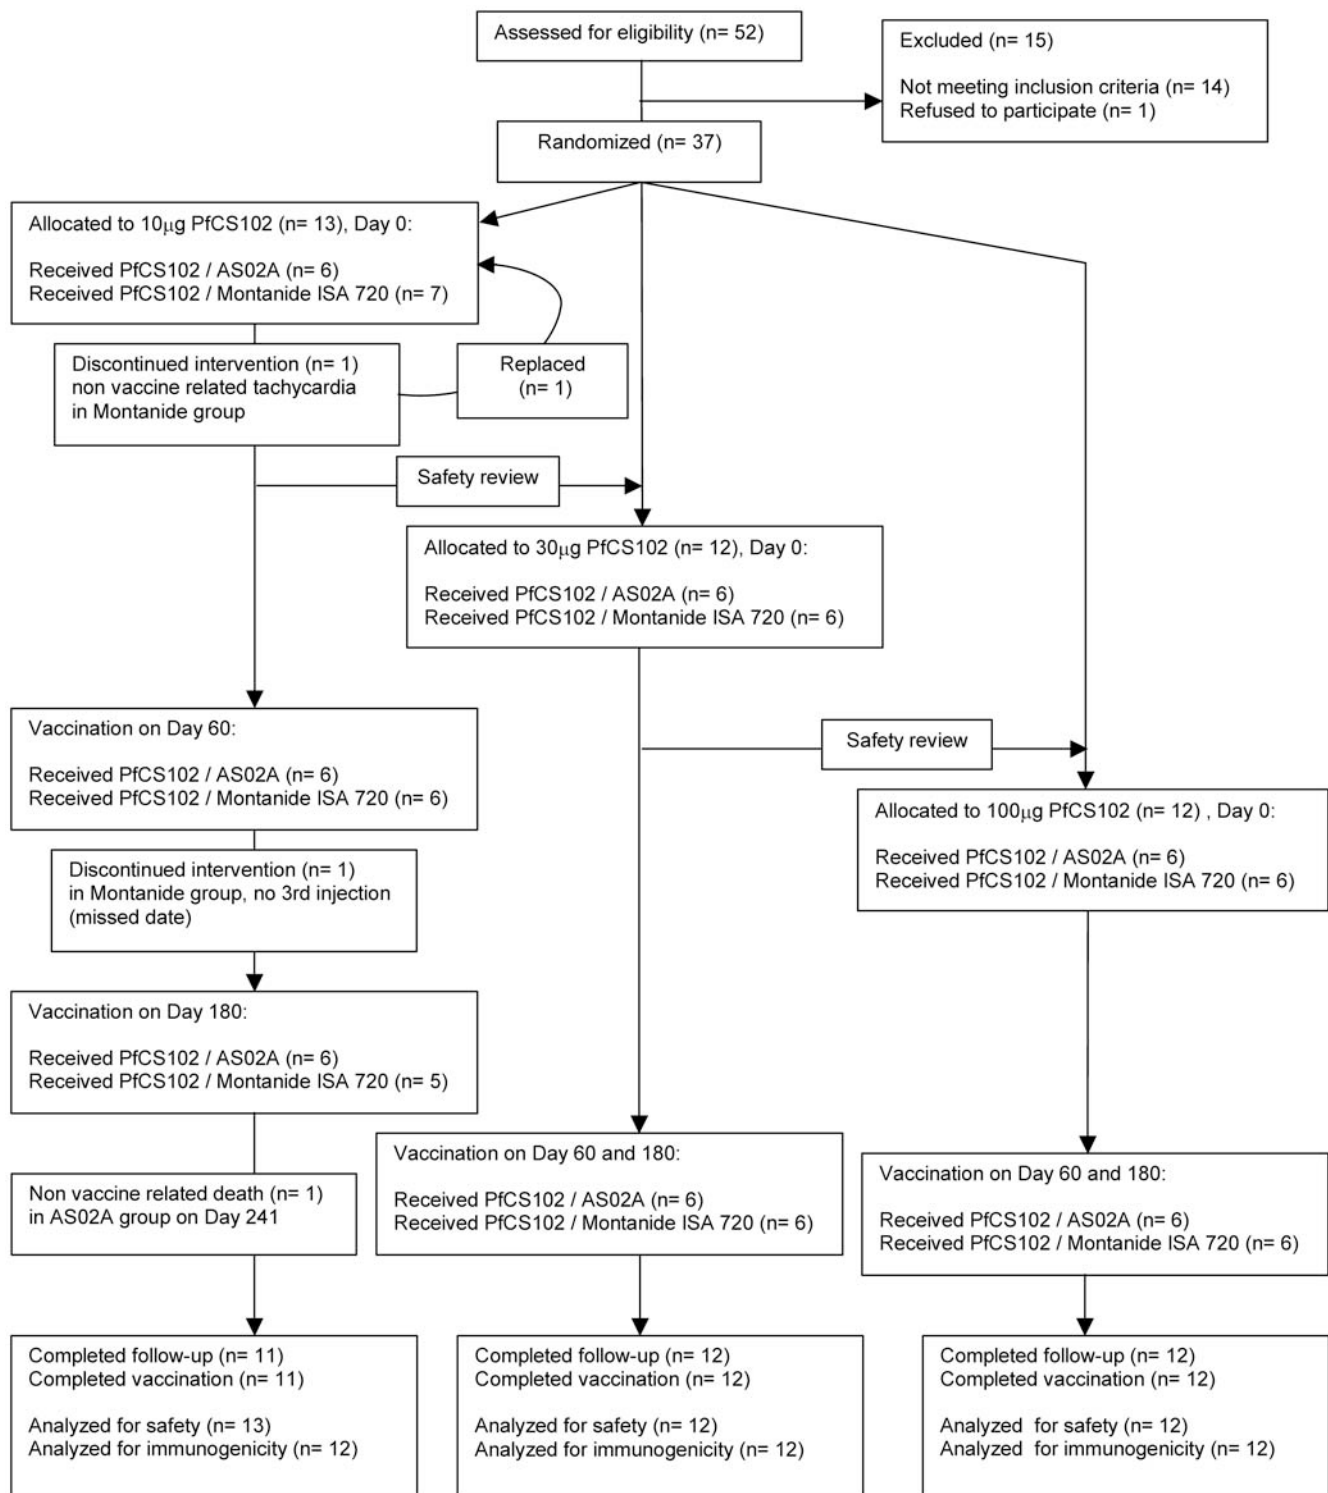 Assessed for eligibility (n= 52)
Excluded (n= 15)
Not meeting inclusion criteria (n= 14)
Refused to participate (n= 1)
Randomized (n= 37)
Allocated to 10μg PfCS102 (n= 13), Day 0:
Received PfCS102 / AS02A (n= 6)
Received PfCS102 / Montanide ISA 720 (n= 7)
Discontinued intervention (n= 1)
non vaccine related tachycardia
in Montanide group
Replaced
(n= 1)
Safety review
Allocated to 30μg PfCS102 (n= 12), Day 0:
Received PfCS102 / AS02A (n= 6)
Received PfCS102 / Montanide ISA 720 (n= 6)
Vaccination on Day 60:
Received PfCS102 / AS02A (n= 6)
Received PfCS102 / Montanide ISA 720 (n= 6)
Safety review
Allocated to 100μg PfCS102 (n= 12) , Day 0:
Received PfCS102 / AS02A (n= 6)
Received PfCS102 / Montanide ISA 720 (n= 6)
Discontinued intervention (n= 1)
in Montanide group, no 3rd injection
(missed date)
Vaccination on Day 180:
Received PfCS102 / AS02A (n= 6)
Received PfCS102 / Montanide ISA 720 (n= 5)
Non vaccine related death (n= 1)
in AS02A group on Day 241
Vaccination on Day 60 and 180:
Received PfCS102 / AS02A (n= 6)
Received PfCS102 / Montanide ISA 720 (n= 6)
Vaccination on Day 60 and 180:
Received PfCS102 / AS02A (n= 6)
Received PfCS102 / Montanide ISA 720 (n= 6)
Completed follow-up (n= 11)
Completed vaccination (n= 11)
Analyzed for safety (n= 13)
Analyzed for immunogenicity (n= 12)
Completed follow-up (n= 12)
Completed vaccination (n= 12)
Analyzed for safety (n= 12)
Analyzed for immunogenicity (n= 12)
Completed follow-up (n= 12)
Completed vaccination (n= 12)
Analyzed for safety (n= 12)
Analyzed for immunogenicity (n= 12)